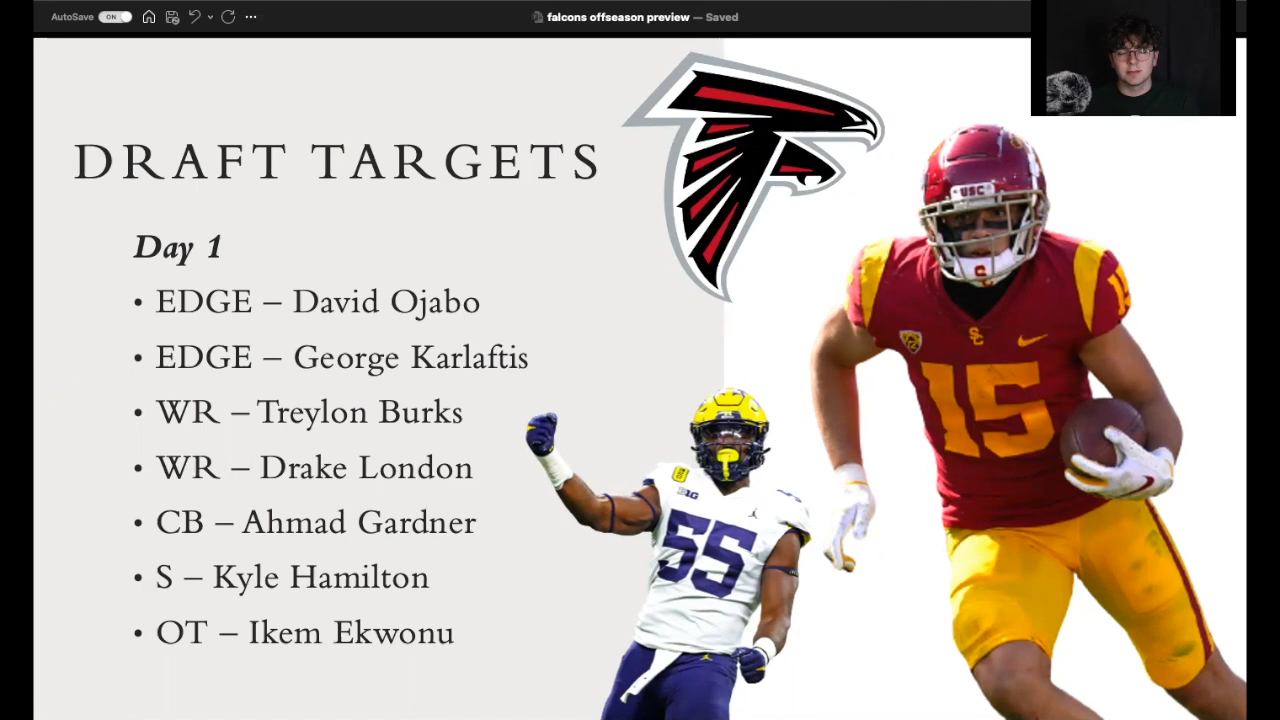 AutoSave ON
falcons offseason preview — Saved
DRAFT TARGETS
Day 1
• EDGE – David Ojabo
• EDGE – George Karlaftis
• WR – Treylon Burks
• WR – Drake London
• CB – Ahmad Gardner
• S – Kyle Hamilton
• OT – Ikem Ekwonu
USC
SC
15
15
B1G
55